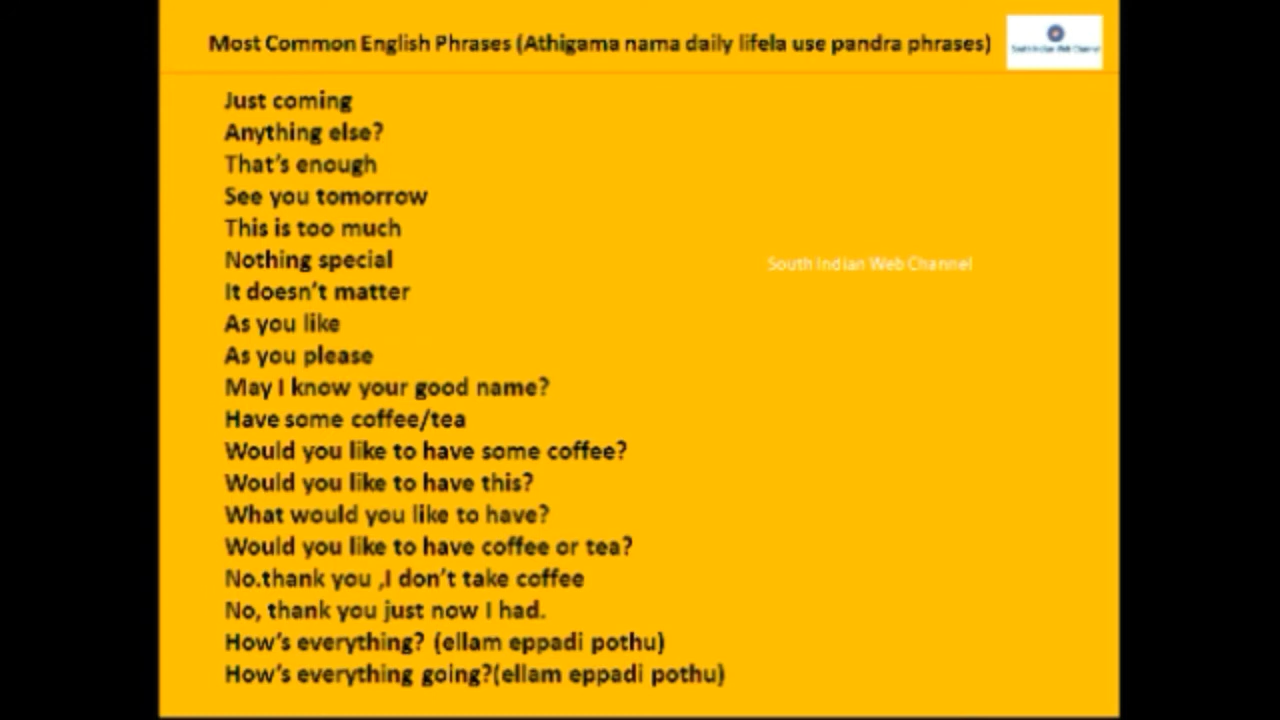 Most Common English Phrases (Athigama nama daily lifela use pandra phrases)
South Indian Web Channel
Just coming
Anything else?
That's enough
See you tomorrow
This is too much
Nothing special
South Indian Web Channel
It doesn't matter
As you like
As you please
May I know your good name?
Have some coffee/tea
Would you like to have some coffee?
Would you like to have this?
What would you like to have?
Would you like to have coffee or tea?
No.thank you ,I don't take coffee
No, thank you just now I had.
How's everything? (ellam eppadi pothu)
How's everything going?(ellam eppadi pothu)